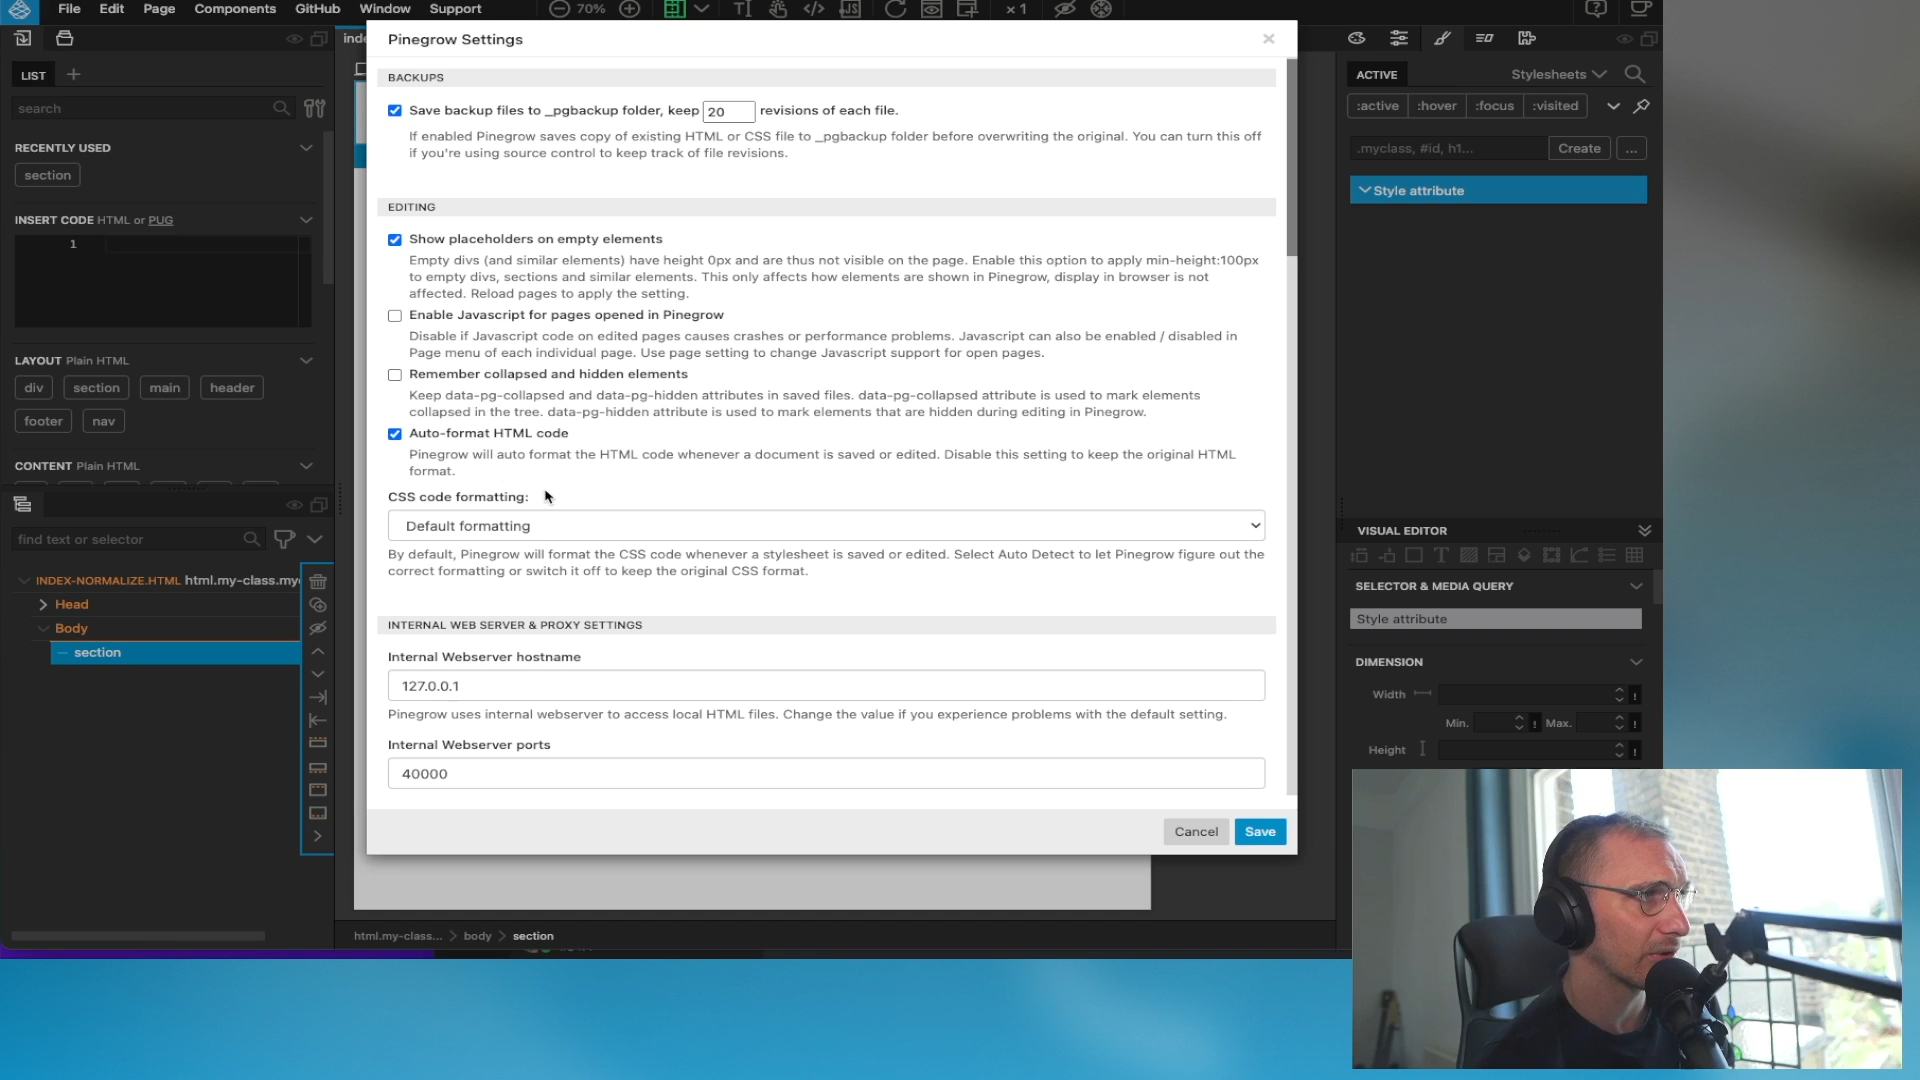 File Edit Page Components GitHub Window Support 70% x 1
Pinegrow Settings
LIST
search
RECENTLY USED
section
INSERT CODE HTML or PUG
1
LAYOUT Plain HTML
div section main header
footer nav
CONTENT Plain HTML
find text or selector
INDEX-NORMALIZE.HTML html.my-class.my
Head
Body
section
BACKUPS
Save backup files to _pgbackup folder, keep 20 revisions of each file.
If enabled Pinegrow saves copy of existing HTML or CSS file to _pgbackup folder before overwriting the original. You can turn this off
if you're using source control to keep track of file revisions.
EDITING
Show placeholders on empty elements
Empty divs (and similar elements) have height 0px and are thus not visible on the page. Enable this option to apply min-height:100px
to empty divs, sections and similar elements. This only affects how elements are shown in Pinegrow, display in browser is not
affected. Reload pages to apply the setting.
Enable Javascript for pages opened in Pinegrow
Disable if Javascript code on edited pages causes crashes or performance problems. Javascript can also be enabled / disabled in
Page menu of each individual page. Use page setting to change Javascript support for open pages.
Remember collapsed and hidden elements
Keep data-pg-collapsed and data-pg-hidden attributes in saved files. data-pg-collapsed attribute is used to mark elements
collapsed in the tree. data-pg-hidden attribute is used to mark elements that are hidden during editing in Pinegrow.
Auto-format HTML code
Pinegrow will auto format the HTML code whenever a document is saved or edited. Disable this setting to keep the original HTML
format.
CSS code formatting:
Default formatting
By default, Pinegrow will format the CSS code whenever a stylesheet is saved or edited. Select Auto Detect to let Pinegrow figure out the
correct formatting or switch it off to keep the original CSS format.
INTERNAL WEB SERVER & PROXY SETTINGS
Internal Webserver hostname
127.0.0.1
Pinegrow uses internal webserver to access local HTML files. Change the value if you experience problems with the default setting.
Internal Webserver ports
40000
Cancel Save
html.my-class... body section
ACTIVE Stylesheets
:active :hover :focus :visited
.myclass, #id, h1... Create ...
Style attribute
VISUAL EDITOR
SELECTOR & MEDIA QUERY
Style attribute
DIMENSION
Width
Min. Max.
Height